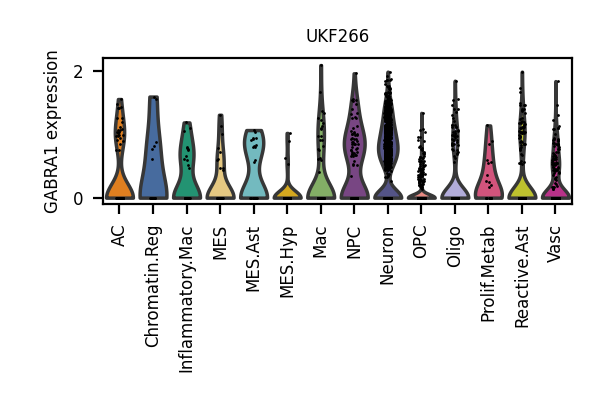 UKF266
GABRA1 expression
2
0
AC
Chromatin.Reg
Inflammatory.Mac
MES
MES.Ast
MES.Hyp
Mac
NPC
Neuron
OPC
Oligo
Prolif.Metab
Reactive.Ast
Vasc